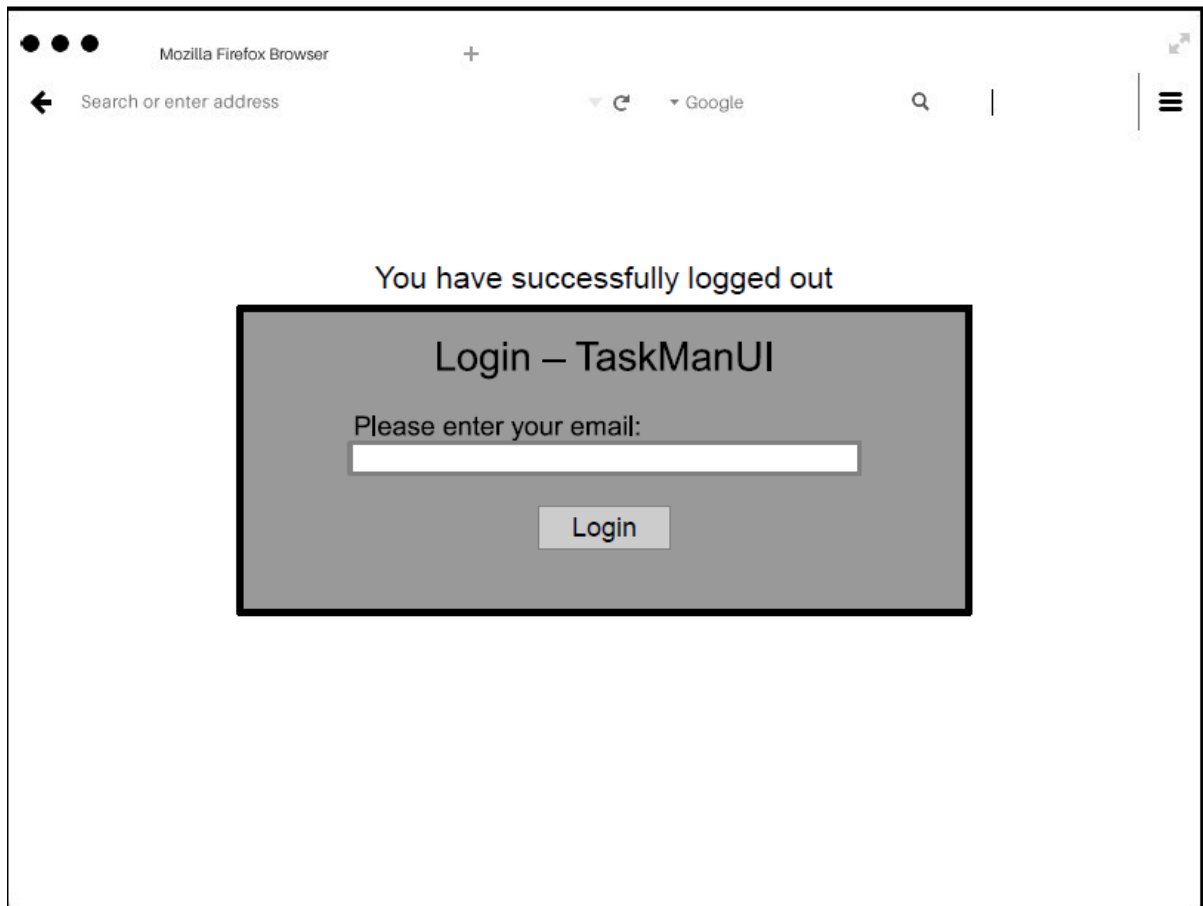 Mozilla Firefox Browser
Search or enter address
Google
You have successfully logged out
Login – TaskManUI
Please enter your email:
Login